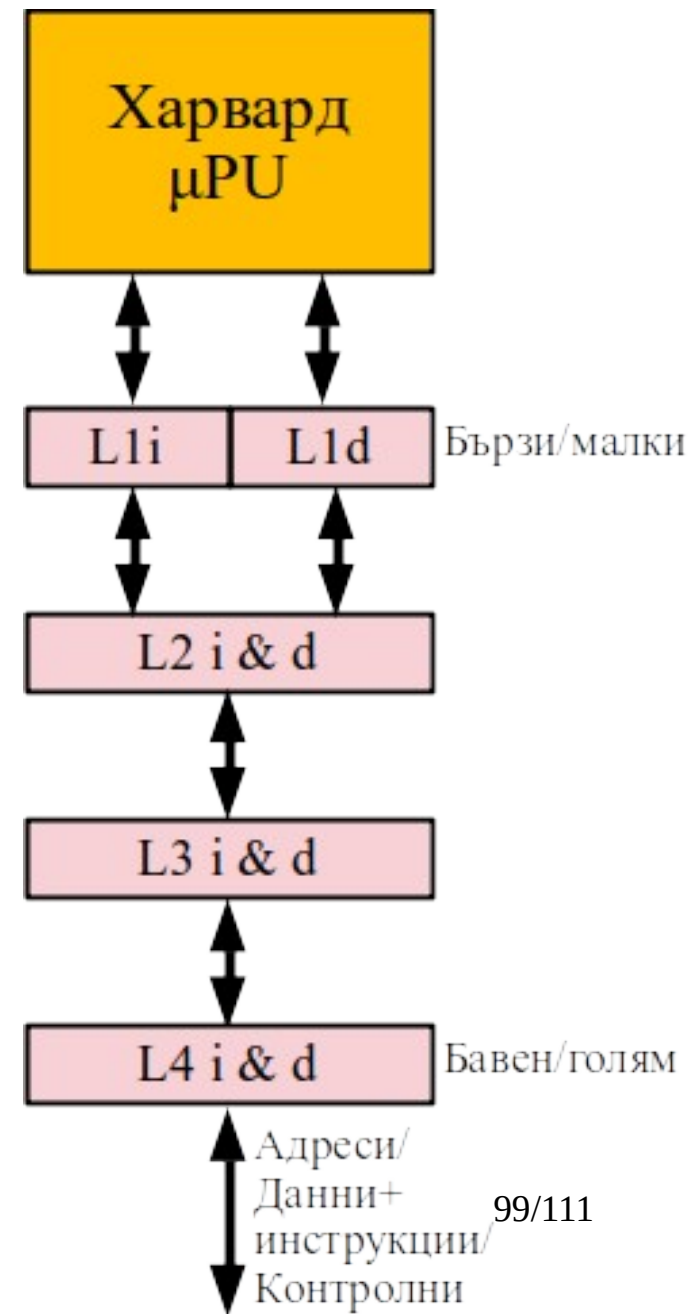 Харвард
μPU
L1i
L1d
Бързи/малки
L2 i & d
L3 i & d
L4 i & d
Бавен/голям
Адреси/
Данни+
99/111
инструкции/
Контролни